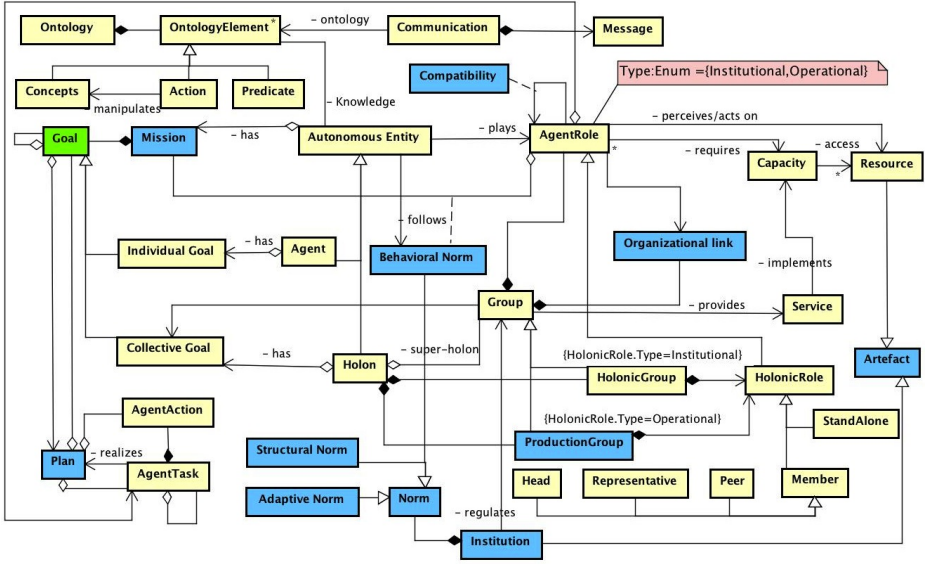 Ontology
OntologyElement
*
- ontology
Communication
Message
Compatibility
Type:Enum ={Institutional,Operational}
Concepts
Action
Predicate
- manipulates
- Knowledge
- perceives/acts on
Goal
Mission
- has
Autonomous Entity
- plays
AgentRole
*
- requires
- access
Capacity
*
Resource
- follows
Individual Goal
- has
Agent
Behavioral Norm
Organizational link
- implements
Group
- provides
Service
Collective Goal
- has
Holon
- super-holon
{HolonicRole.Type=Institutional}
Artefact
HolonicGroup
HolonicRole
AgentAction
{HolonicRole.Type=Operational}
StandAlone
Structural Norm
ProductionGroup
Plan
- realizes
AgentTask
Head
Representative
Peer
Member
Adaptive Norm
Norm
- regulates
Institution